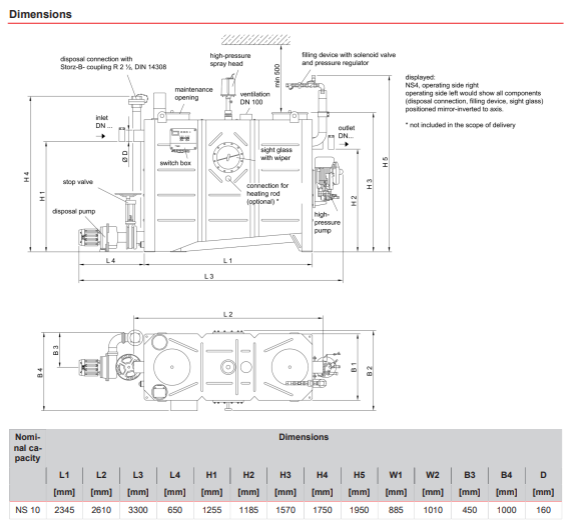 Dimensions
disposal connection with
Storz-B- coupling R 2 ½, DIN 14308
high-pressure
spray head
min 500
filling device with solenoid valve
and pressure regulator
displayed:
NS4, operating side right
operating side left would show all components
(disposal connection, filling device, sight glass)
positioned mirror-inverted to axis.
* not included in the scope of delivery
maintenance
opening
ventilation
DN 100
inlet
DN ...
outlet
DN...
Ø D
switch box
sight glass
with wiper
H 4
H 1
stop valve
disposal pump
connection for
heating rod
(optional) *
high-
pressure
pump
H 2
H 3
H 5
L 4
L 1
L 3
L 2
B 4
B 3
B 1
B 2
Nomi-
nal ca-
pacity
Dimensions
L1 L2 L3 L4 H1 H2 H3 H4 H5 W1 W2 B3 B4 D
[mm] [mm] [mm] [mm] [mm] [mm] [mm] [mm] [mm] [mm] [mm] [mm] [mm] [mm]
NS 10 2345 2610 3300 650 1255 1185 1570 1750 1950 885 1010 450 1000 160